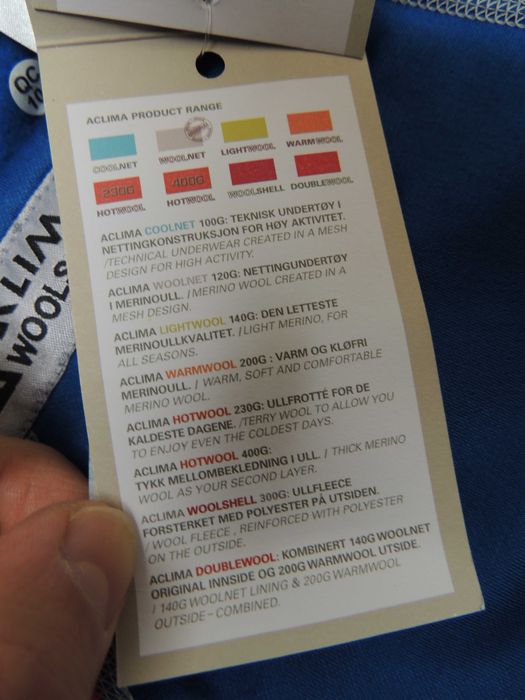 QC
10
ACLIMA PRODUCT RANGE
COOLNET
WOOLNET
LIGHTWOOL
WARMWOOL
230G
HOTWOOL
400G
HOTWOOL
WOOLSHELL
DOUBLEWOOL
ACLIMA COOLNET 100G: TEKNISK UNDERTØY I
NETTINGKONSTRUKSJON FOR HØY AKTIVITET.
/TECHNICAL UNDERWEAR CREATED IN A MESH
DESIGN FOR HIGH ACTIVITY.
ACLIMA WOOLNET 120G: NETTINGUNDERTØY
I MERINOULL. /MERINO WOOL CREATED IN A
MESH DESIGN.
ACLIMA LIGHTWOOL 140G: DEN LETTESTE
MERINOULLKVALITET. /LIGHT MERINO, FOR
ALL SEASONS.
ACLIMA WARMWOOL 200G : VARM OG KLØFRI
MERINOULL. / WARM, SOFT AND COMFORTABLE
MERINO WOOL.
ACLIMA HOTWOOL 230G: ULLFROTTÉ FOR DE
KALDESTE DAGENE. /TERRY WOOL TO ALLOW YOU
TO ENJOY EVEN THE COLDEST DAYS.
ACLIMA HOTWOOL 400G:
TYKK MELLOMBEKLEDNING I ULL. / THICK MERINO
WOOL AS YOUR SECOND LAYER.
ACLIMA WOOLSHELL 300G: ULLFLEECE
FORSTERKET MED POLYESTER PÅ UTSIDEN.
/ WOOL FLEECE , REINFORCED WITH POLYESTER
ON THE OUTSIDE.
ACLIMA DOUBLEWOOL: KOMBINERT 140G WOOLNET
ORIGINAL INNSIDE OG 200G WARMWOOL UTSIDE.
/ 140G WOOLNET LINING & 200G WARMWOOL
OUTSIDE – COMBINED.
CLIM
WOOLS